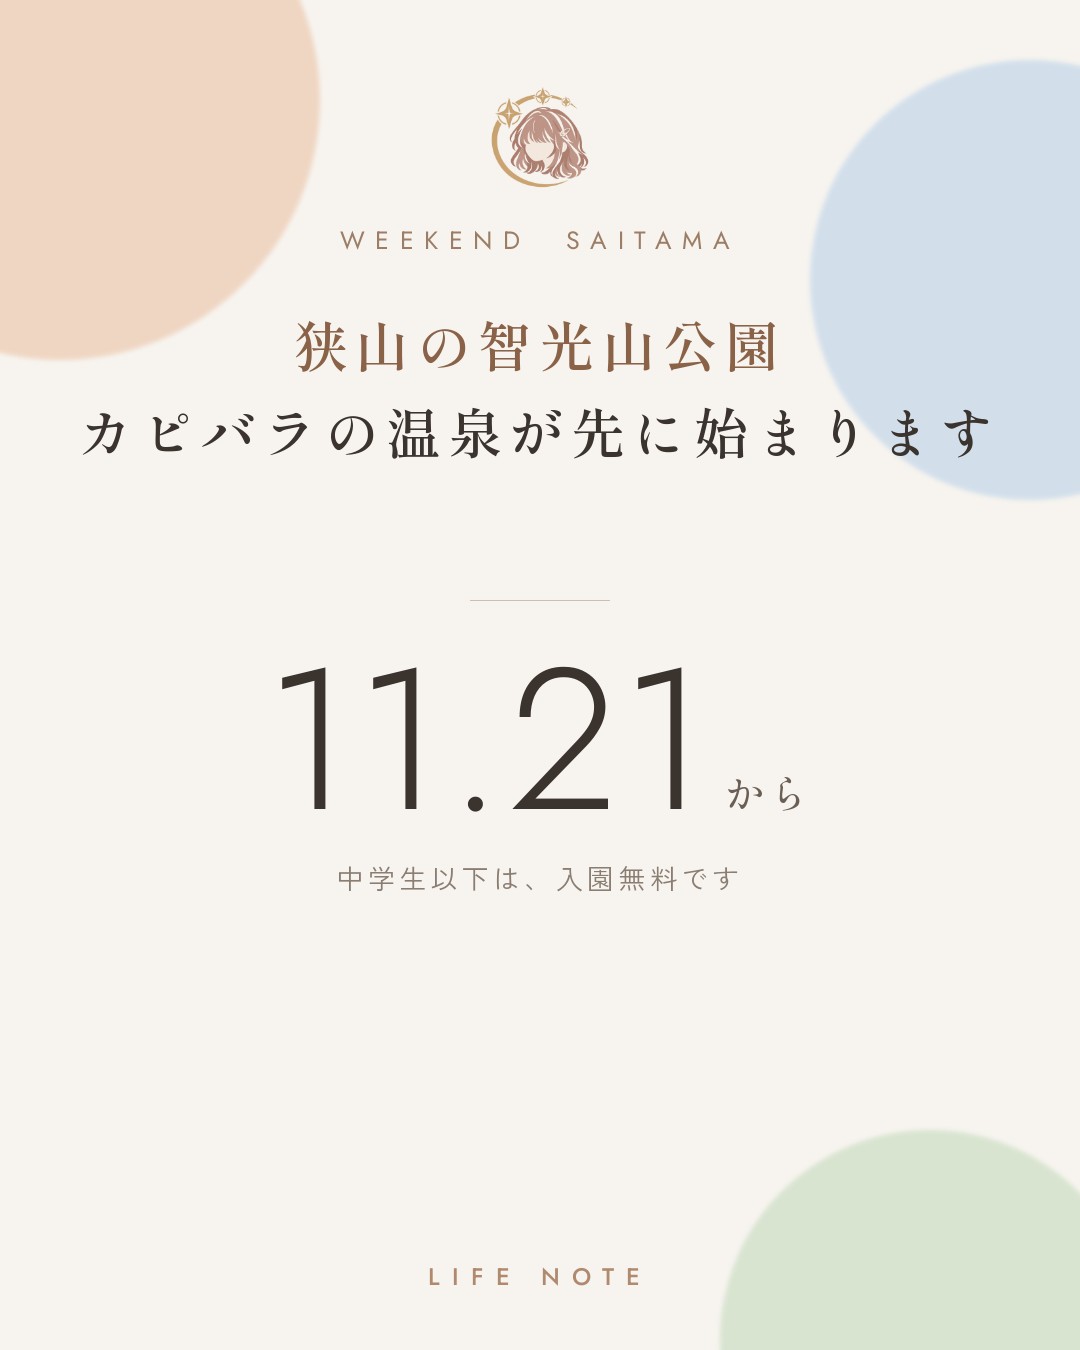 WEEKEND SAITAMA
狭山の智光山公園
カピバラの温泉が先に始まります
11.21から
中学生以下は、入園無料です
LIFE NOTE